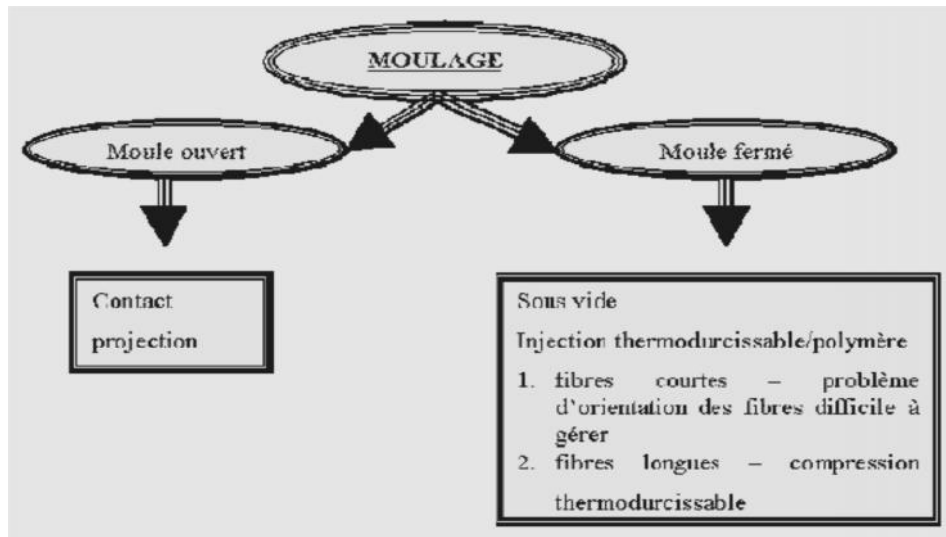 MOULAGE
Moule ouvert
Moule fermé
Contact
projection
Sous vide
Injection thermodurcissable/polymère
1. fibres courtes – problème
d'orientation des fibres difficile à
gérer
2. fibres longues – compression
thermodurcissable